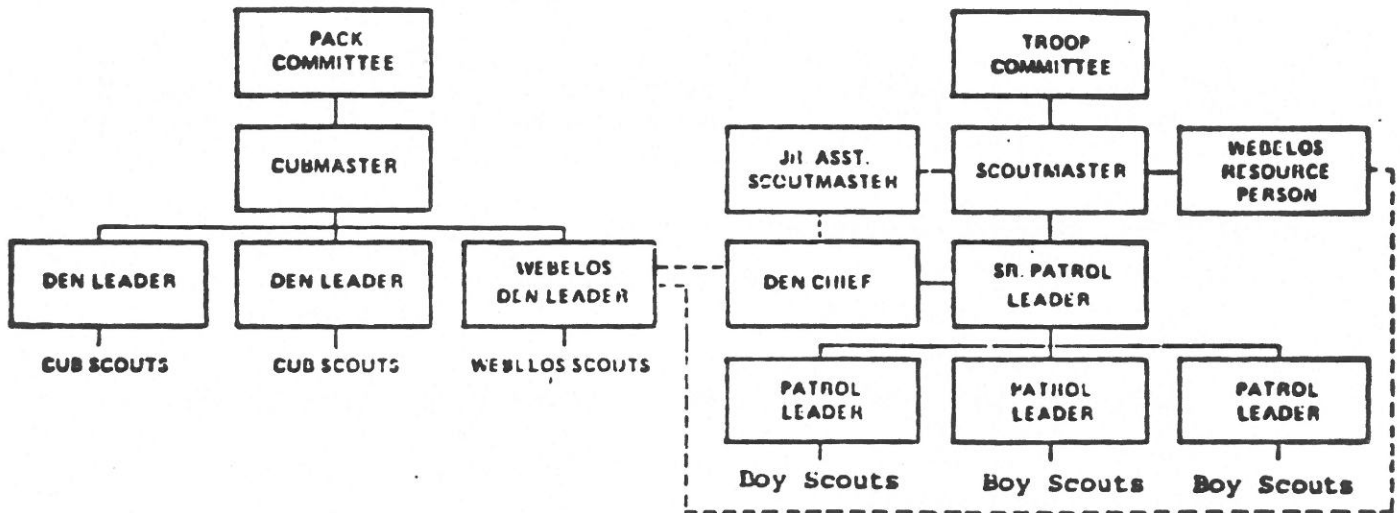 PACK
COMMITTEE
CUBMASTER
DEN LEADER
DEN LEADER
WEBELOS
DEN LEADER
CUB SCOUTS
CUB SCOUTS
WEBELOS SCOUTS
TROOP
COMMITTEE
JR. ASST.
SCOUTMASTER
SCOUTMASTER
WEBELOS
RESOURCE
PERSON
DEN CHIEF
SR. PATROL
LEADER
PATROL
LEADER
PATROL
LEADER
PATROL
LEADER
Boy Scouts
Boy Scouts
Boy Scouts